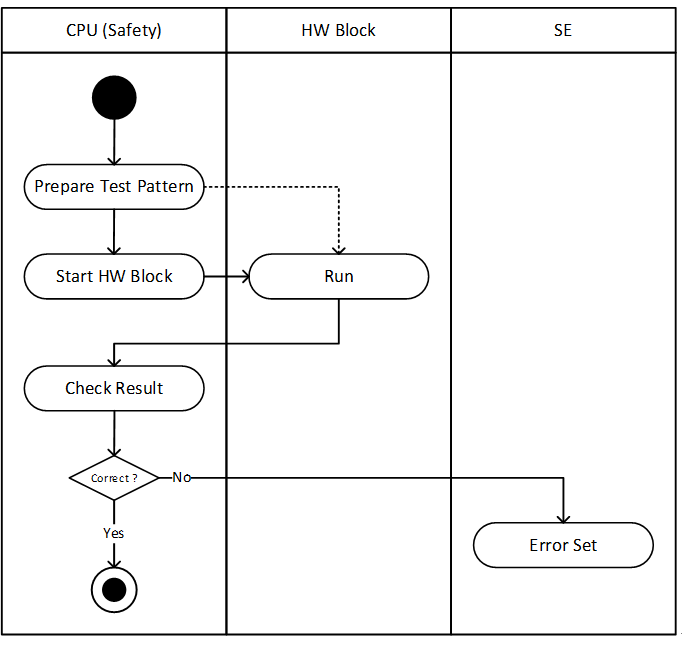 CPU (Safety)
HW Block
SE
Prepare Test Pattern
Start HW Block
Run
Check Result
Correct ?
No
Yes
Error Set